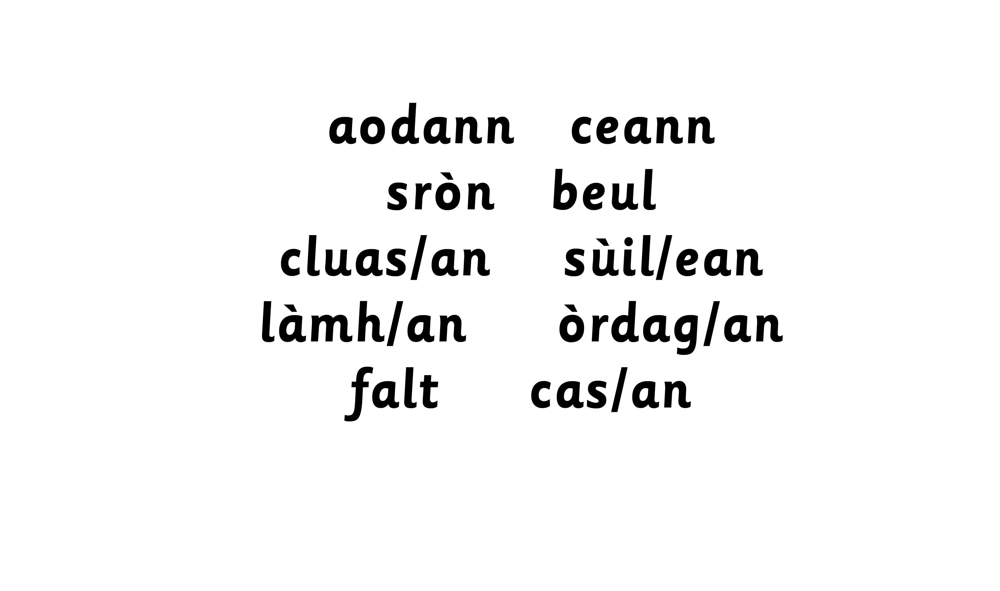 aodann ceann
sròn beul
cluas/an sùil/ean
làmh/an òrdag/an
falt cas/an